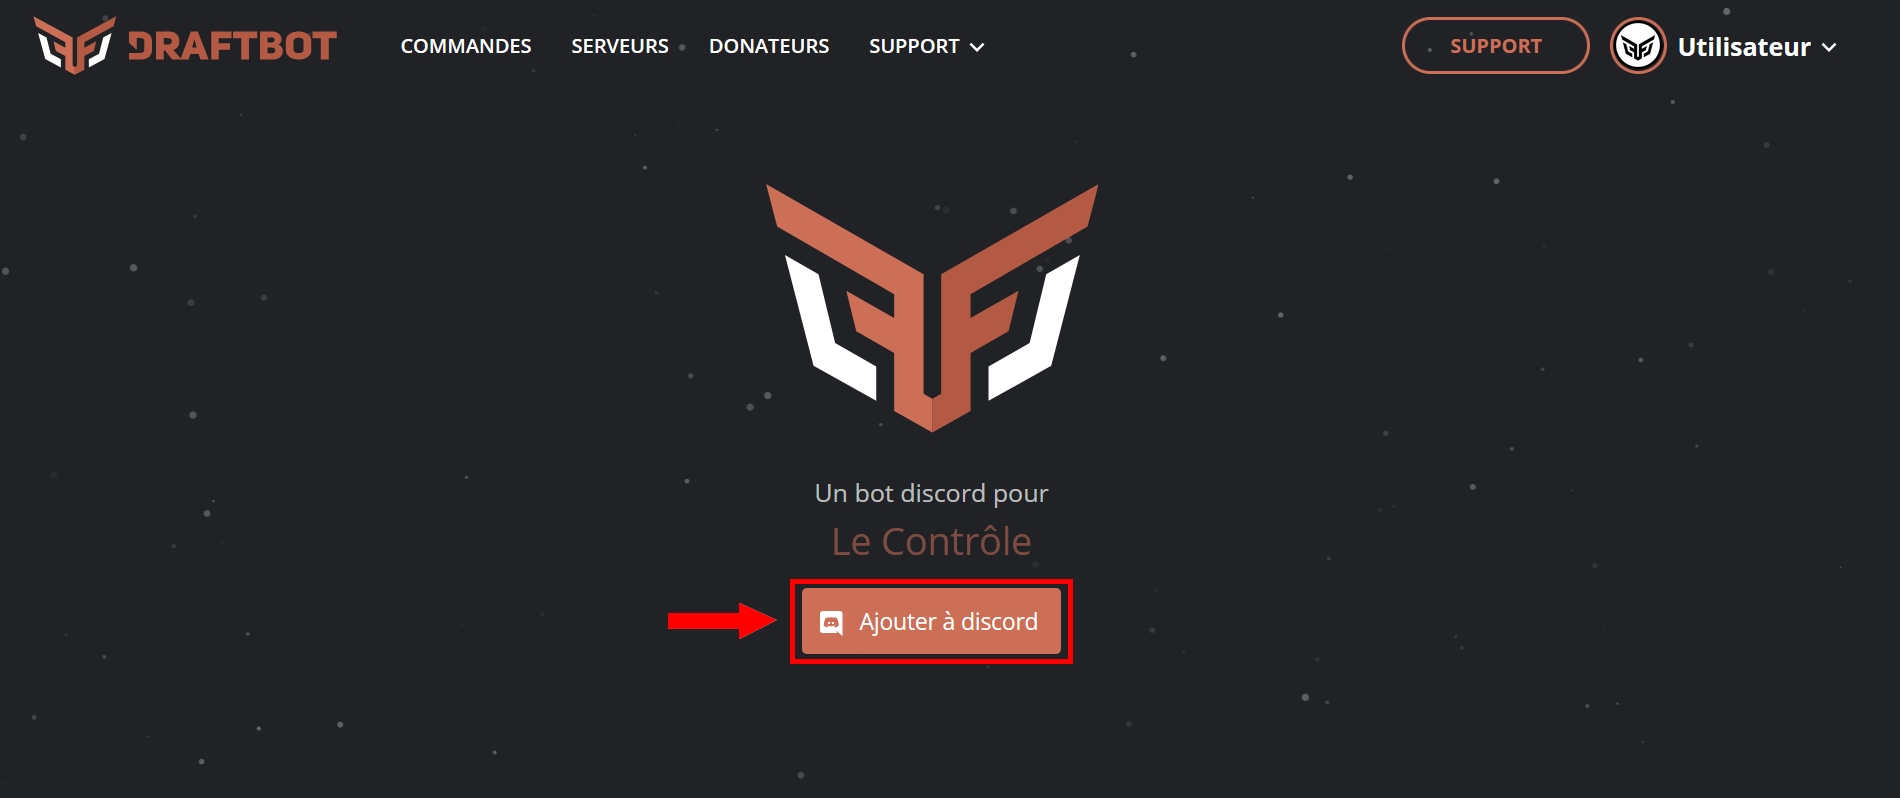 DRAFTBOT
COMMANDES
SERVEURS
DONATEURS
SUPPORT
SUPPORT
Utilisateur
Un bot discord pour
Le Contrôle
Ajouter à discord